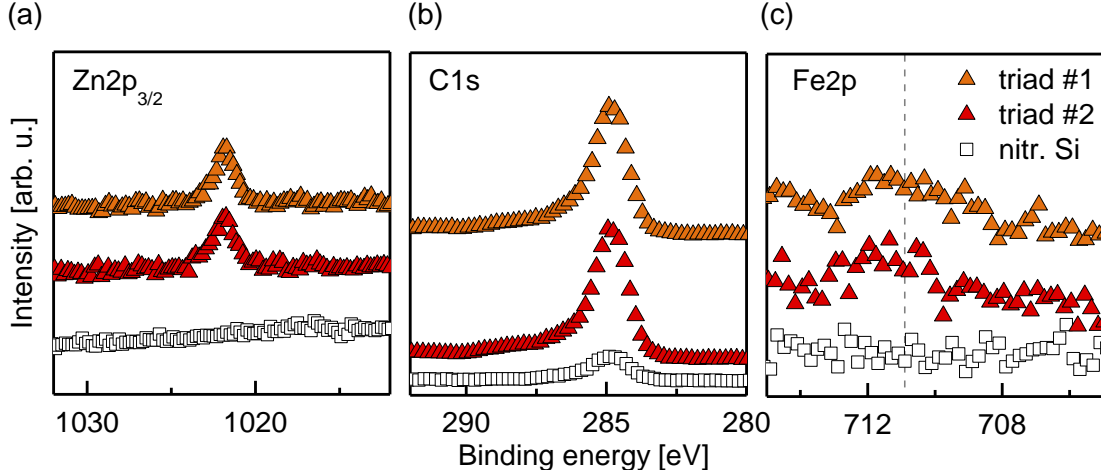 (a)
(b)
(c)
Zn2p3/2
C1s
Fe2p
triad #1
triad #2
nitr. Si
Intensity [arb. u.]
1030 1020
290 285 280
712 708
Binding energy [eV]